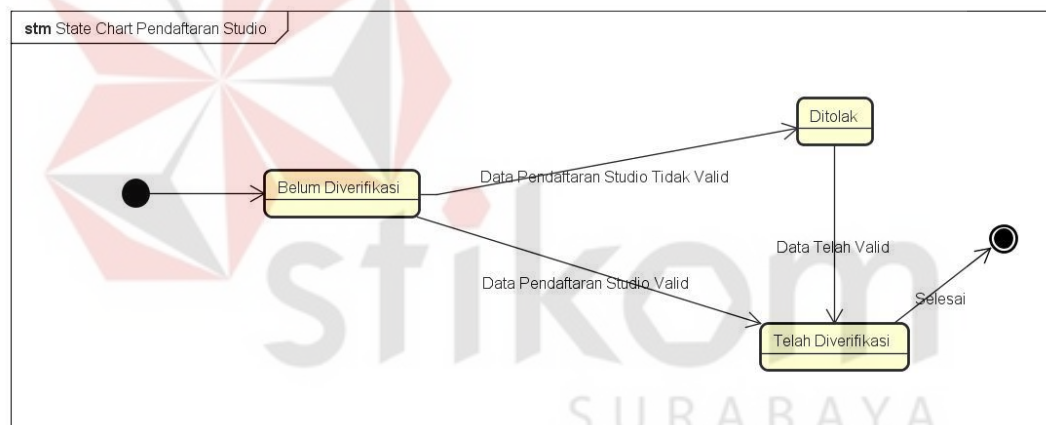 stm State Chart Pendaftaran Studio
Ditolak
Data Pendaftaran Studio Tidak Valid
Belum Diverifikasi
Data Telah Valid
Data Pendaftaran Studio Valid
Selesai
Telah Diverifikasi
stikom
SURABAYA